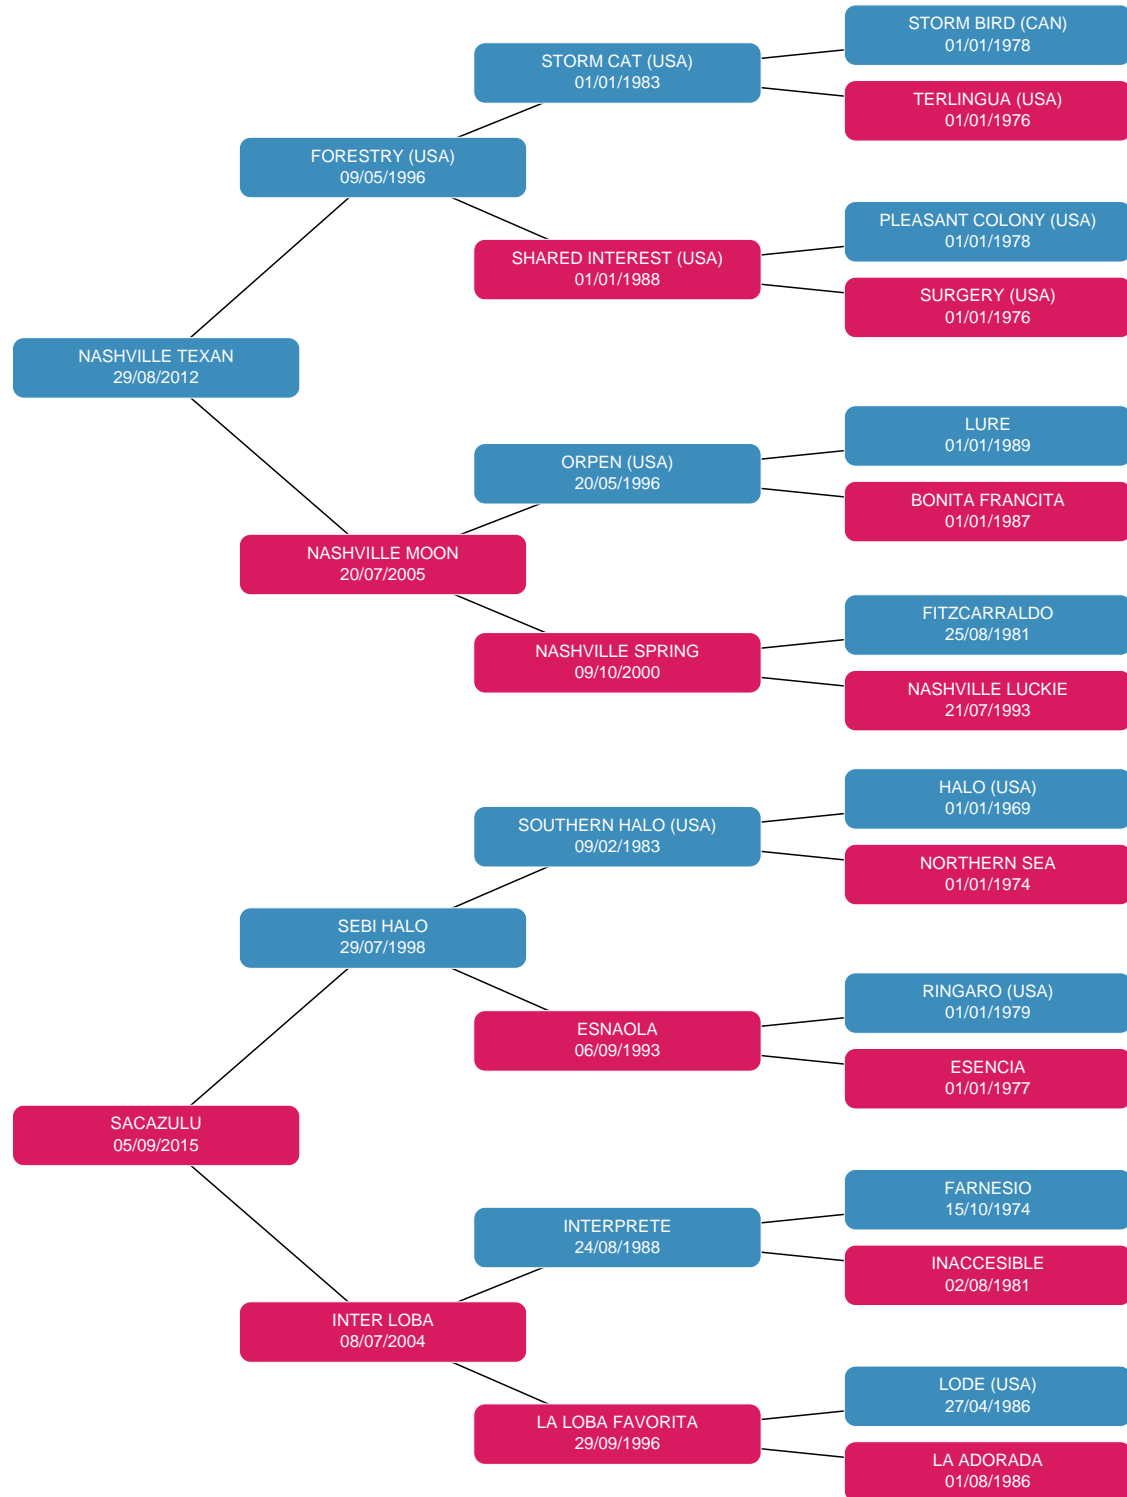 STORM BIRD (CAN)
01/01/1978
STORM CAT (USA)
01/01/1983
TERLINGUA (USA)
01/01/1976
FORESTRY (USA)
09/05/1996
PLEASANT COLONY (USA)
01/01/1978
SHARED INTEREST (USA)
01/01/1988
SURGERY (USA)
01/01/1976
NASHVILLE TEXAN
29/08/2012
LURE
01/01/1989
ORPEN (USA)
20/05/1996
BONITA FRANCITA
01/01/1987
NASHVILLE MOON
20/07/2005
FITZCARRALDO
25/08/1981
NASHVILLE SPRING
09/10/2000
NASHVILLE LUCKIE
21/07/1993
HALO (USA)
01/01/1969
SOUTHERN HALO (USA)
09/02/1983
NORTHERN SEA
01/01/1974
SEBI HALO
29/07/1998
RINGARO (USA)
01/01/1979
ESNAOLA
06/09/1993
ESENCIA
01/01/1977
SACAZULU
05/09/2015
FARNESIO
15/10/1974
INTERPRETE
24/08/1988
INACCESIBLE
02/08/1981
INTER LOBA
08/07/2004
LODE (USA)
27/04/1986
LA LOBA FAVORITA
29/09/1996
LA ADORADA
01/08/1986